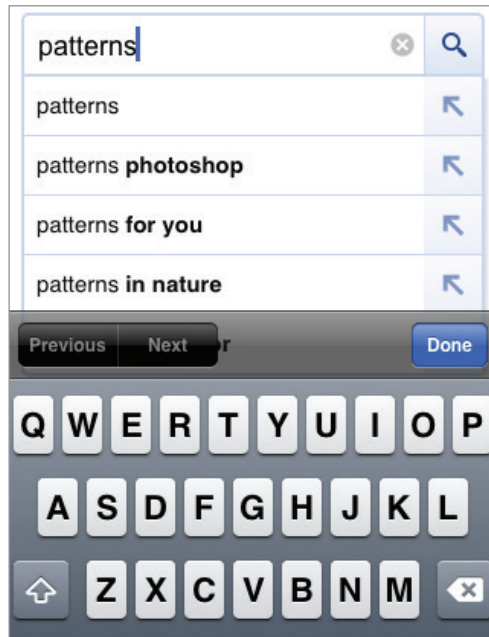 patterns
patterns
patterns photoshop
patterns for you
patterns in nature
Previous Next Done
Q W E R T Y U I O P
A S D F G H J K L
Z X C V B N M